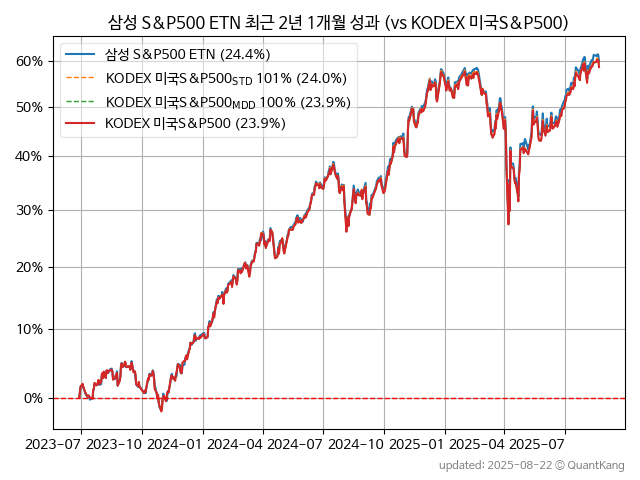 삼성 S&P500 ETN 최근 2년 1개월 성과 (vs KODEX 미국S&P500)
삼성 S&P500 ETN (24.4%)
KODEX 미국S&P500STD 101% (24.0%)
KODEX 미국S&P500MDD 100% (23.9%)
KODEX 미국S&P500 (23.9%)
60%
50%
40%
30%
20%
10%
0%
2023-07 2023-10 2024-01 2024-04 2024-07 2024-10 2025-01 2025-04 2025-07
updated: 2025-08-22 © QuantKang